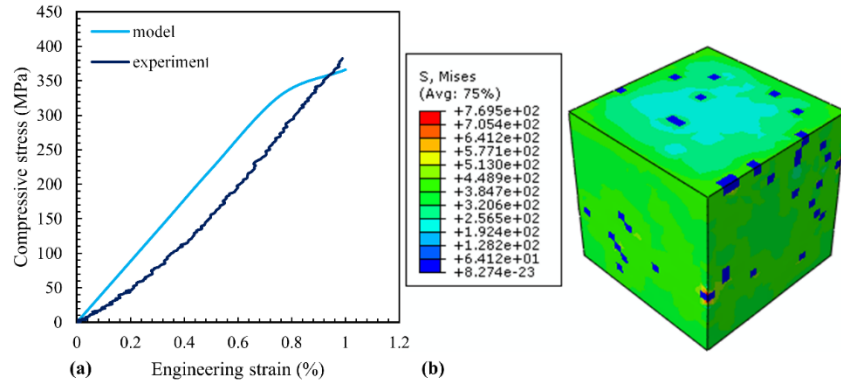 450
400
350
300
250
200
150
100
50
0
Compressive stress (MPa)
model
experiment
0
0.2
0.4
0.6
0.8
1
1.2
(a)
Engineering strain (%)
(b)
S, Mises
(Avg: 75%)
+7.695e+02
+7.054e+02
+6.412e+02
+5.771e+02
+5.130e+02
+4.489e+02
+3.847e+02
+3.206e+02
+2.565e+02
+1.924e+02
+1.282e+02
+6.412e+01
+8.274e-23